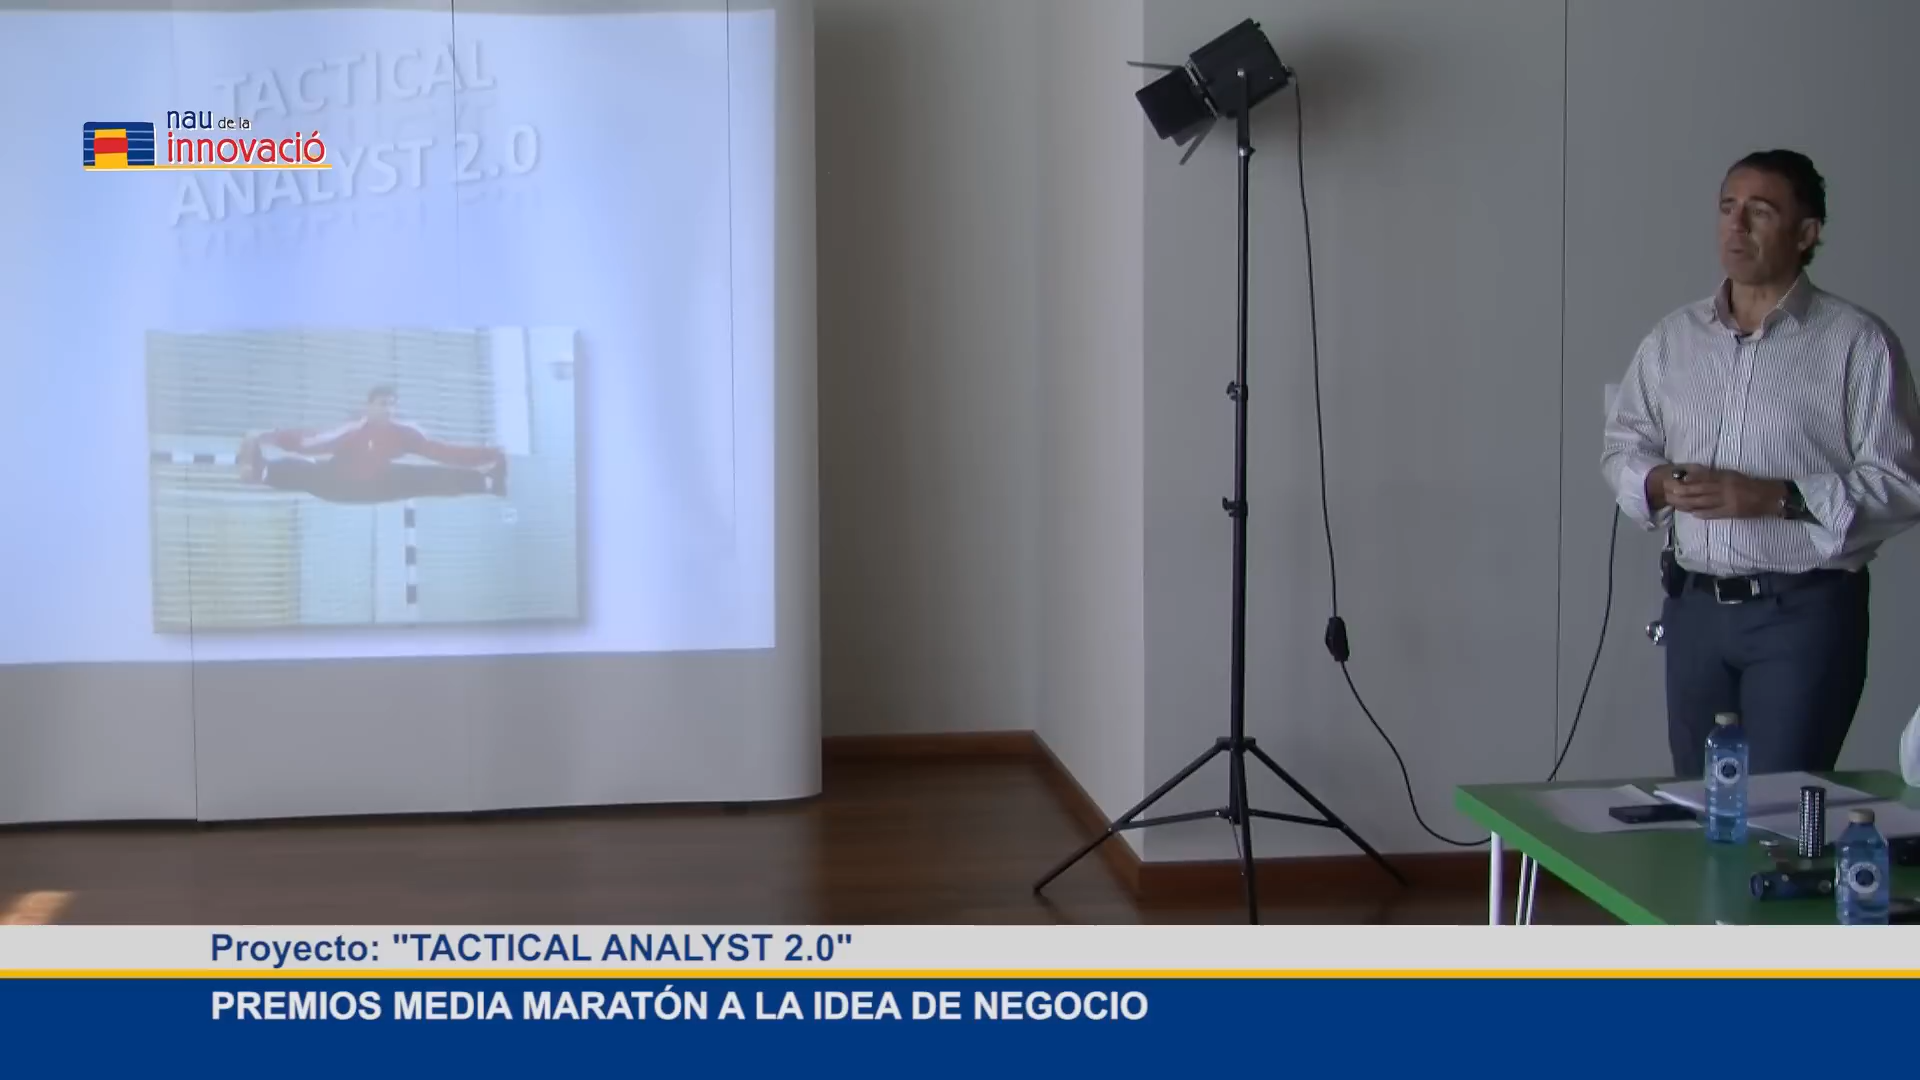 TACTICAL
ANALYST 2.0
nau de la
innovació
Proyecto: "TACTICAL ANALYST 2.0"
PREMIOS MEDIA MARATÓN A LA IDEA DE NEGOCIO